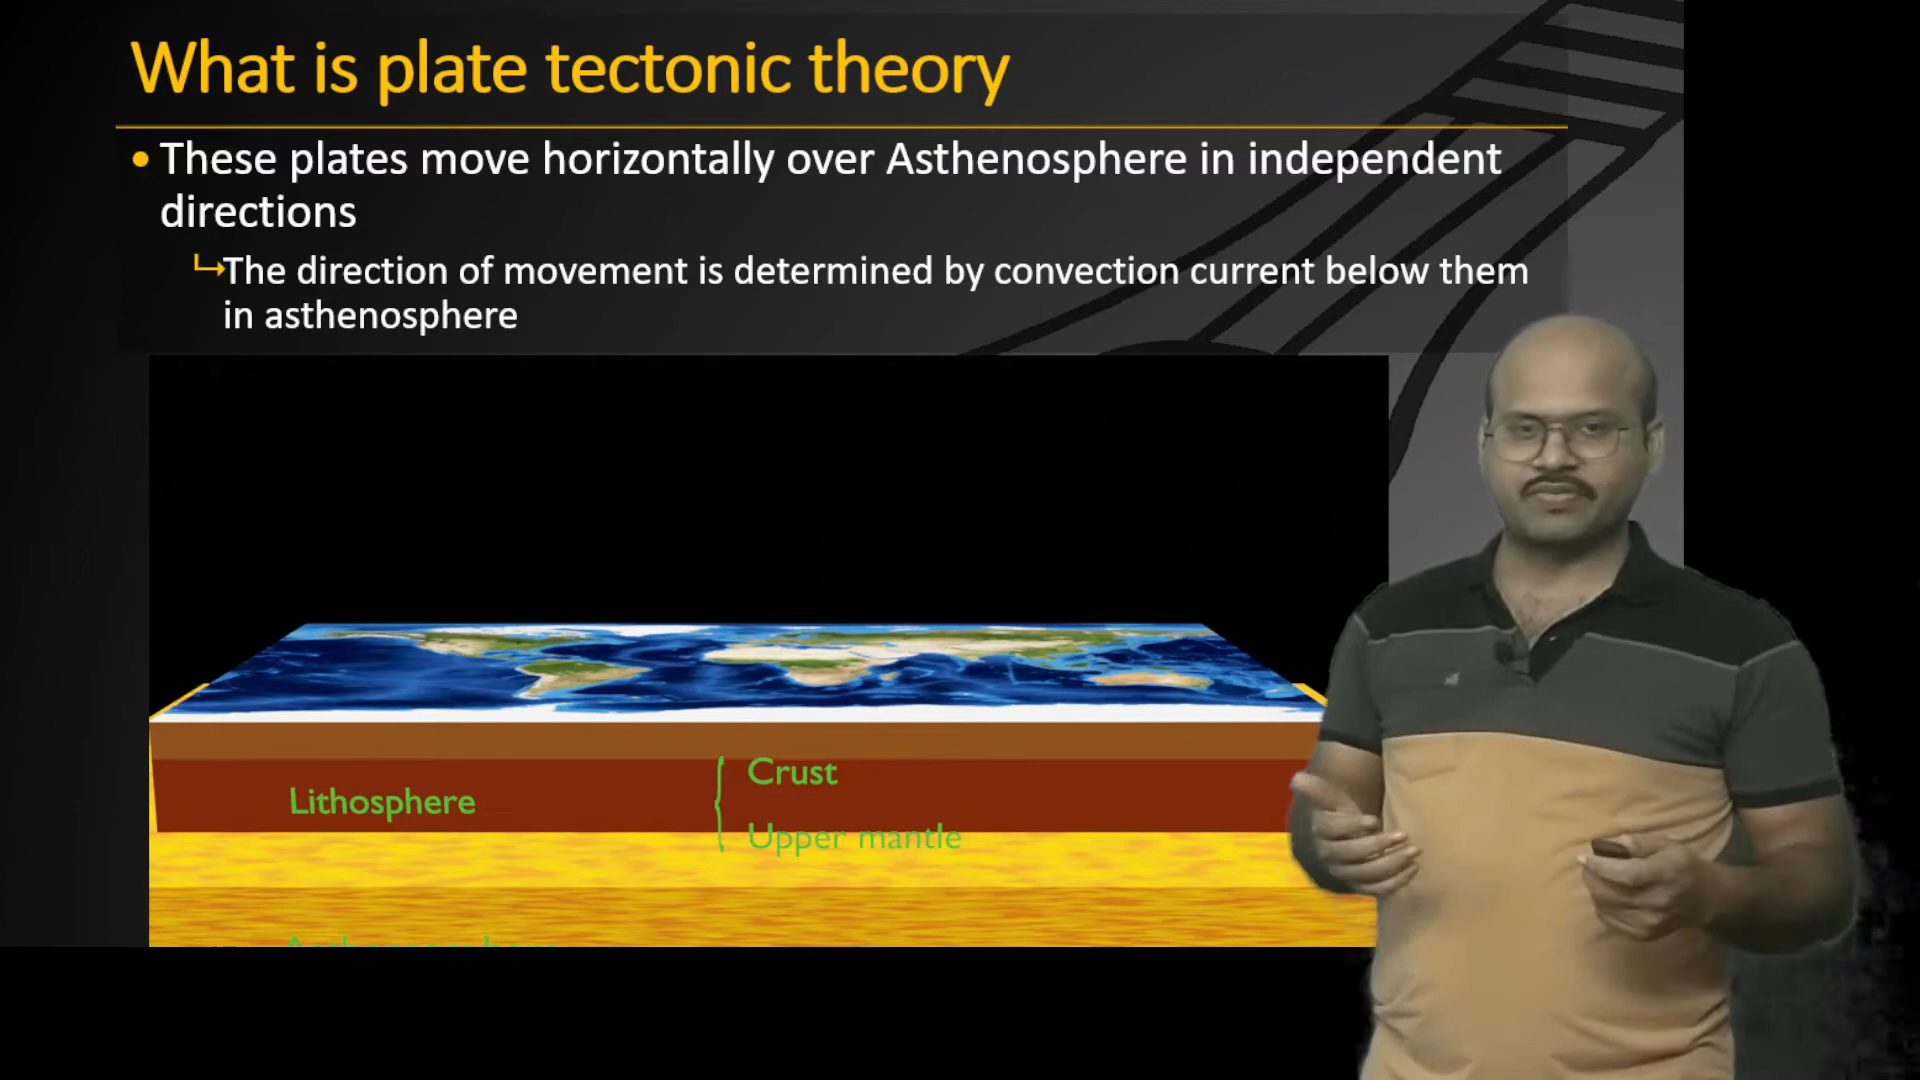 What is plate tectonic theory
• These plates move horizontally over Asthenosphere in independent
directions
The direction of movement is determined by convection current below them
in asthenosphere
Crust
Lithosphere
Upper mantle